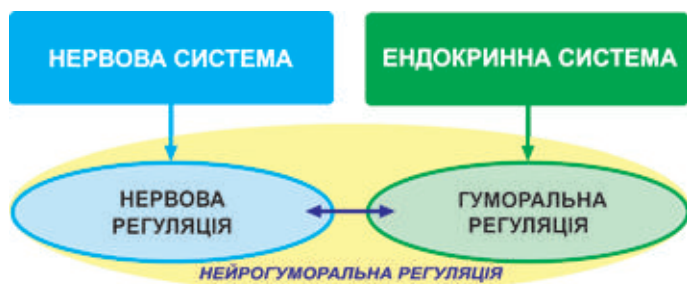 НЕРВОВА СИСТЕМА
ЕНДОКРИННА СИСТЕМА
НЕРВОВА
РЕГУЛЯЦІЯ
ГУМОРАЛЬНА
РЕГУЛЯЦІЯ
НЕЙРОГУМОРАЛЬНА РЕГУЛЯЦІЯ